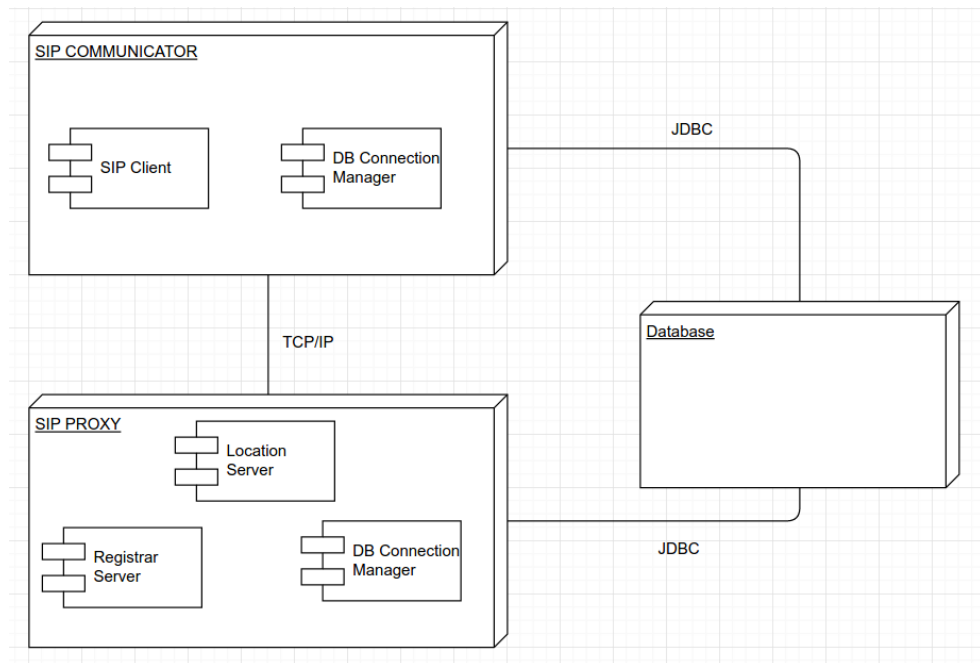 SIP COMMUNICATOR
SIP Client
DB Connection
Manager
JDBC
TCP/IP
Database
SIP PROXY
Location
Server
Registrar
Server
DB Connection
Manager
JDBC